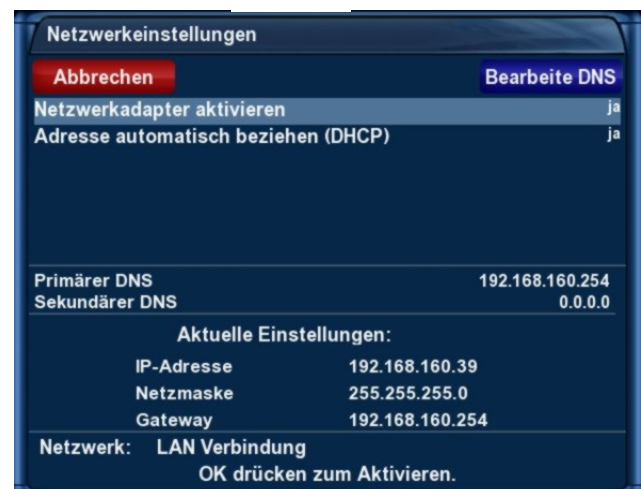 Netzwerkeinstellungen
Abbrechen Bearbeite DNS
Netzwerkadapter aktivieren ja
Adresse automatisch beziehen (DHCP) ja
Primärer DNS 192.168.160.254
Sekundärer DNS 0.0.0.0
Aktuelle Einstellungen:
IP-Adresse 192.168.160.39
Netzmaske 255.255.255.0
Gateway 192.168.160.254
Netzwerk: LAN Verbindung
OK drücken zum Aktivieren.